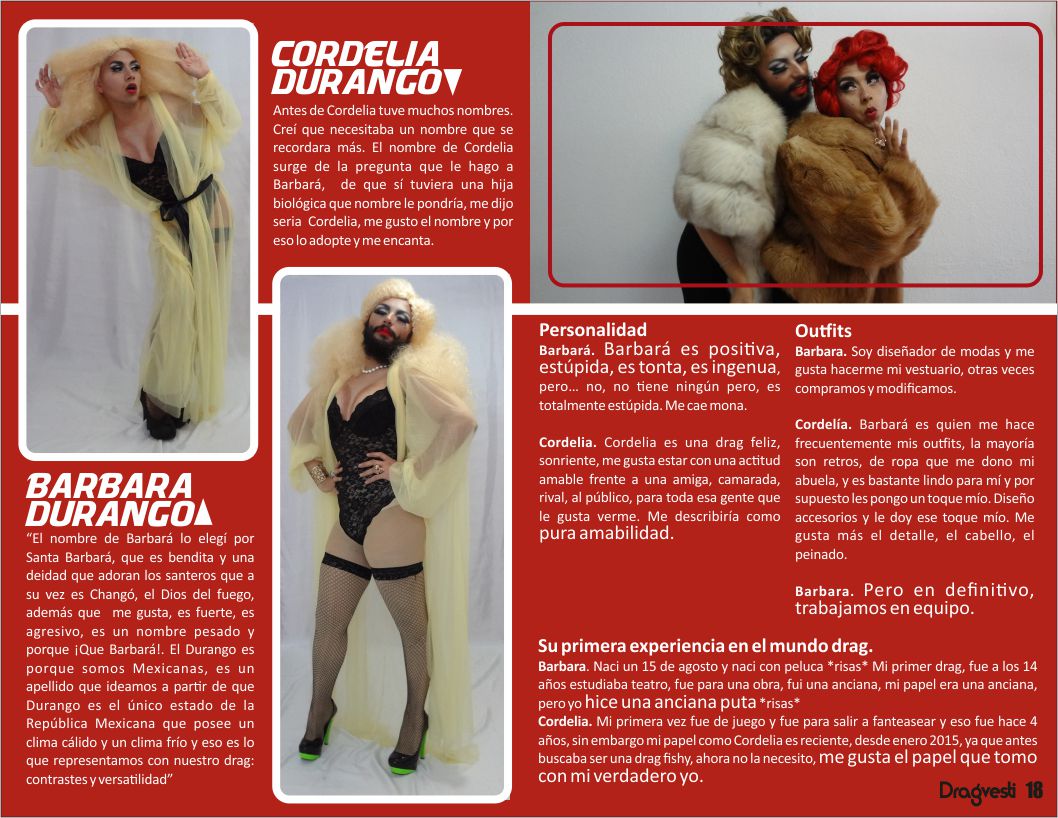 CORDELIA
DURANGO▼
Antes de Cordelia tuve muchos nombres.
Creí que necesitaba un nombre que se
recordara más. El nombre de Cordelia
surge de la pregunta que le hago a
Barbará, de que sí tuviera una hija
biológica que nombre le pondría, me dijo
seria Cordelia, me gusto el nombre y por
eso lo adopte y me encanta.
BARBARA
DURANGO▲
“El nombre de Barbará lo elegí por
Santa Barbará, que es bendita y una
deidad que adoran los santeros que a
su vez es Changó, el Dios del fuego,
además que me gusta, es fuerte, es
agresivo, es un nombre pesado y
porque ¡Que Barbará!. El Durango es
porque somos Mexicanas, es un
apellido que ideamos a partir de que
Durango es el único estado de la
República Mexicana que posee un
clima cálido y un clima frío y eso es lo
que representamos con nuestro drag:
contrastes y versatilidad”
Personalidad
Barbará. Barbará es positiva,
estúpida, es tonta, es ingenua,
pero... no, no tiene ningún pero, es
totalmente estúpida. Me cae mona.
Cordelia. Cordelia es una drag feliz,
sonriente, me gusta estar con una actitud
amable frente a una amiga, camarada,
rival, al público, para toda esa gente que
le gusta verme. Me describiría como
pura amabilidad.
Outfits
Barbara. Soy diseñador de modas y me
gusta hacerme mi vestuario, otras veces
compramos y modificamos.
Cordelía. Barbará es quien me hace
frecuentemente mis outfits, la mayoría
son retros, de ropa que me dono mi
abuela, y es bastante lindo para mí y por
supuesto les pongo un toque mío. Diseño
accesorios y le doy ese toque mío. Me
gusta más el detalle, el cabello, el
peinado.
Barbara. Pero en definitivo,
trabajamos en equipo.
Su primera experiencia en el mundo drag.
Barbara. Naci un 15 de agosto y naci con peluca *risas* Mi primer drag, fue a los 14
años estudiaba teatro, fue para una obra, fui una anciana, mi papel era una anciana,
pero yo hice una anciana puta *risas*
Cordelia. Mi primera vez fue de juego y fue para salir a fanteasear y eso fue hace 4
años, sin embargo mi papel como Cordelia es reciente, desde enero 2015, ya que antes
buscaba ser una drag fishy, ahora no la necesito, me gusta el papel que tomo
con mi verdadero yo.
Dragvesti 18